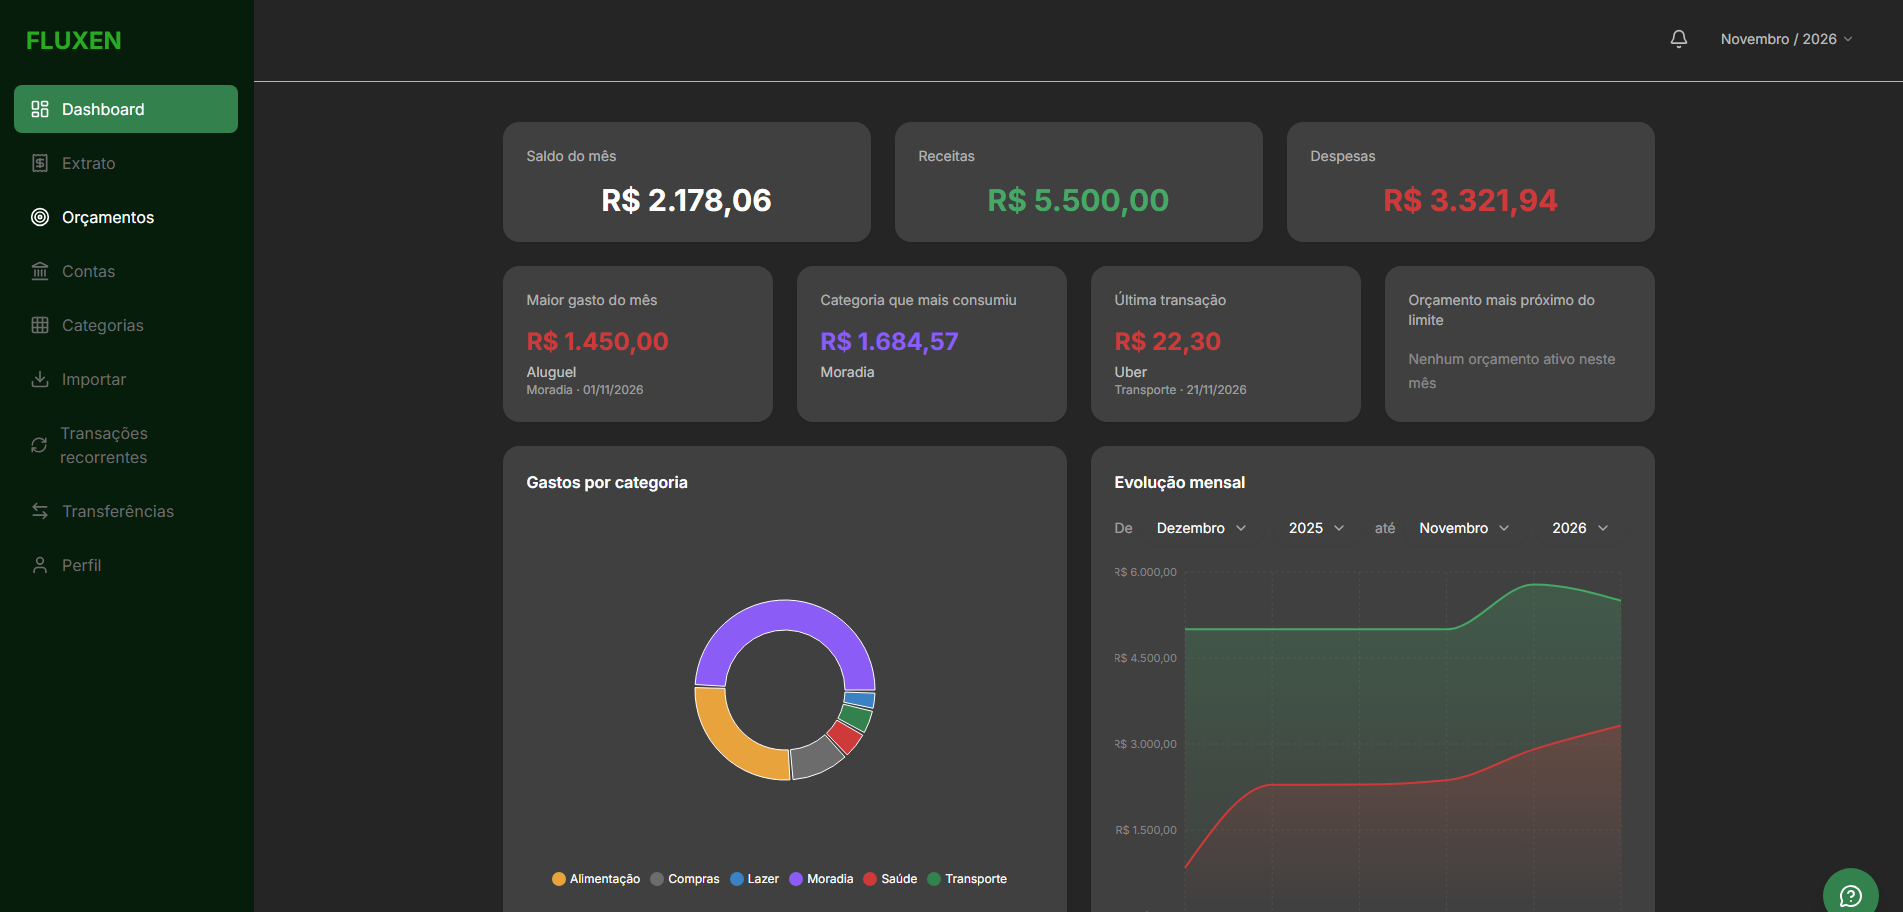 FLUXEN
Novembro / 2026
Dashboard
Extrato
Orçamentos
Contas
Categorias
Importar
Transações
recorrentes
Transferências
Perfil
Saldo do mês
R$ 2.178,06
Receitas
R$ 5.500,00
Despesas
R$ 3.321,94
Maior gasto do mês
R$ 1.450,00
Aluguel
Moradia · 01/11/2026
Categoria que mais consumiu
R$ 1.684,57
Moradia
Última transação
R$ 22,30
Uber
Transporte · 21/11/2026
Orçamento mais próximo do
limite
Nenhum orçamento ativo neste
mês
Gastos por categoria
Alimentação Compras Lazer Moradia Saúde Transporte
Evolução mensal
De Dezembro 2025 até Novembro 2026
R$ 6.000,00
R$ 4.500,00
R$ 3.000,00
R$ 1.500,00